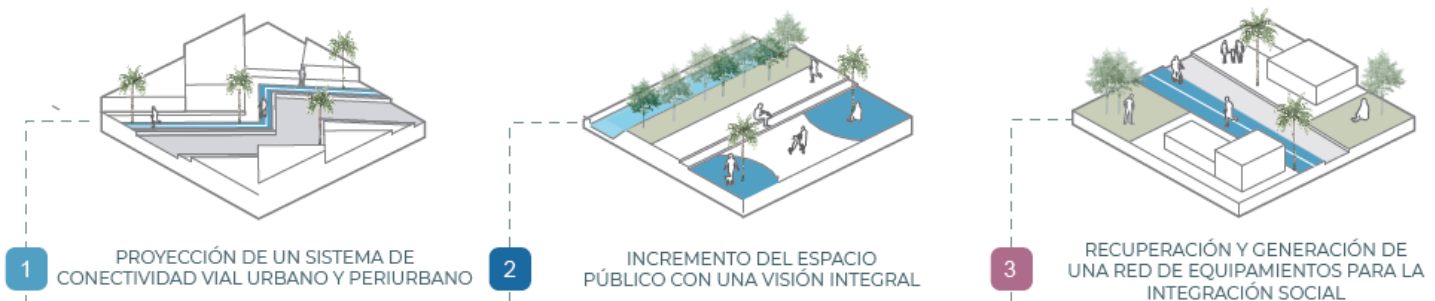 1
PROYECCIÓN DE UN SISTEMA DE
CONECTIVIDAD VIAL URBANO Y PERIURBANO
2
INCREMENTO DEL ESPACIO
PÚBLICO CON UNA VISIÓN INTEGRAL
3
RECUPERACIÓN Y GENERACIÓN DE
UNA RED DE EQUIPAMIENTOS PARA LA
INTEGRACIÓN SOCIAL